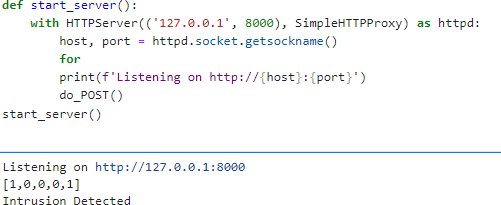 def start_server():
    with HTTPServer(('127.0.0.1', 8000), SimpleHTTPProxy) as httpd:
        host, port = httpd.socket.getsockname()
        for
        print(f'Listening on http://{host}:{port}')
        do_POST()
start_server()
Listening on http://127.0.0.1:8000
[1,0,0,0,1]
Intrusion Detected